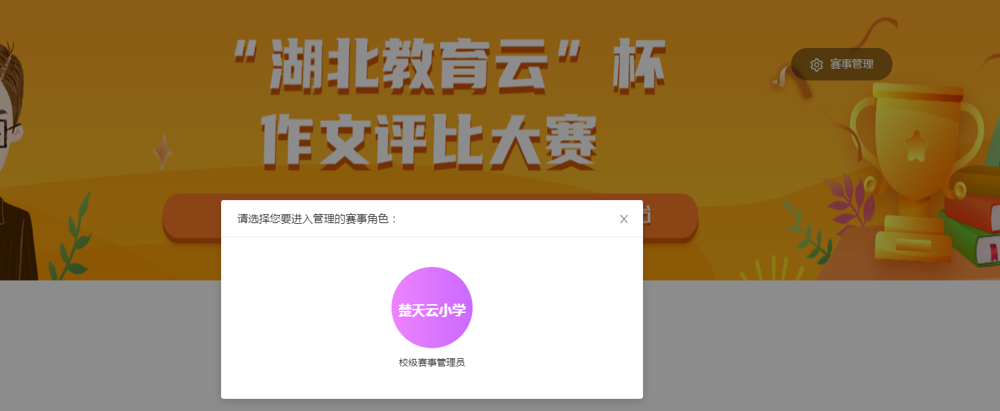 “湖北教育云”杯
赛事管理
作文评比大赛
请选择您要进入管理的赛事角色：
楚天云小学
校级赛事管理员